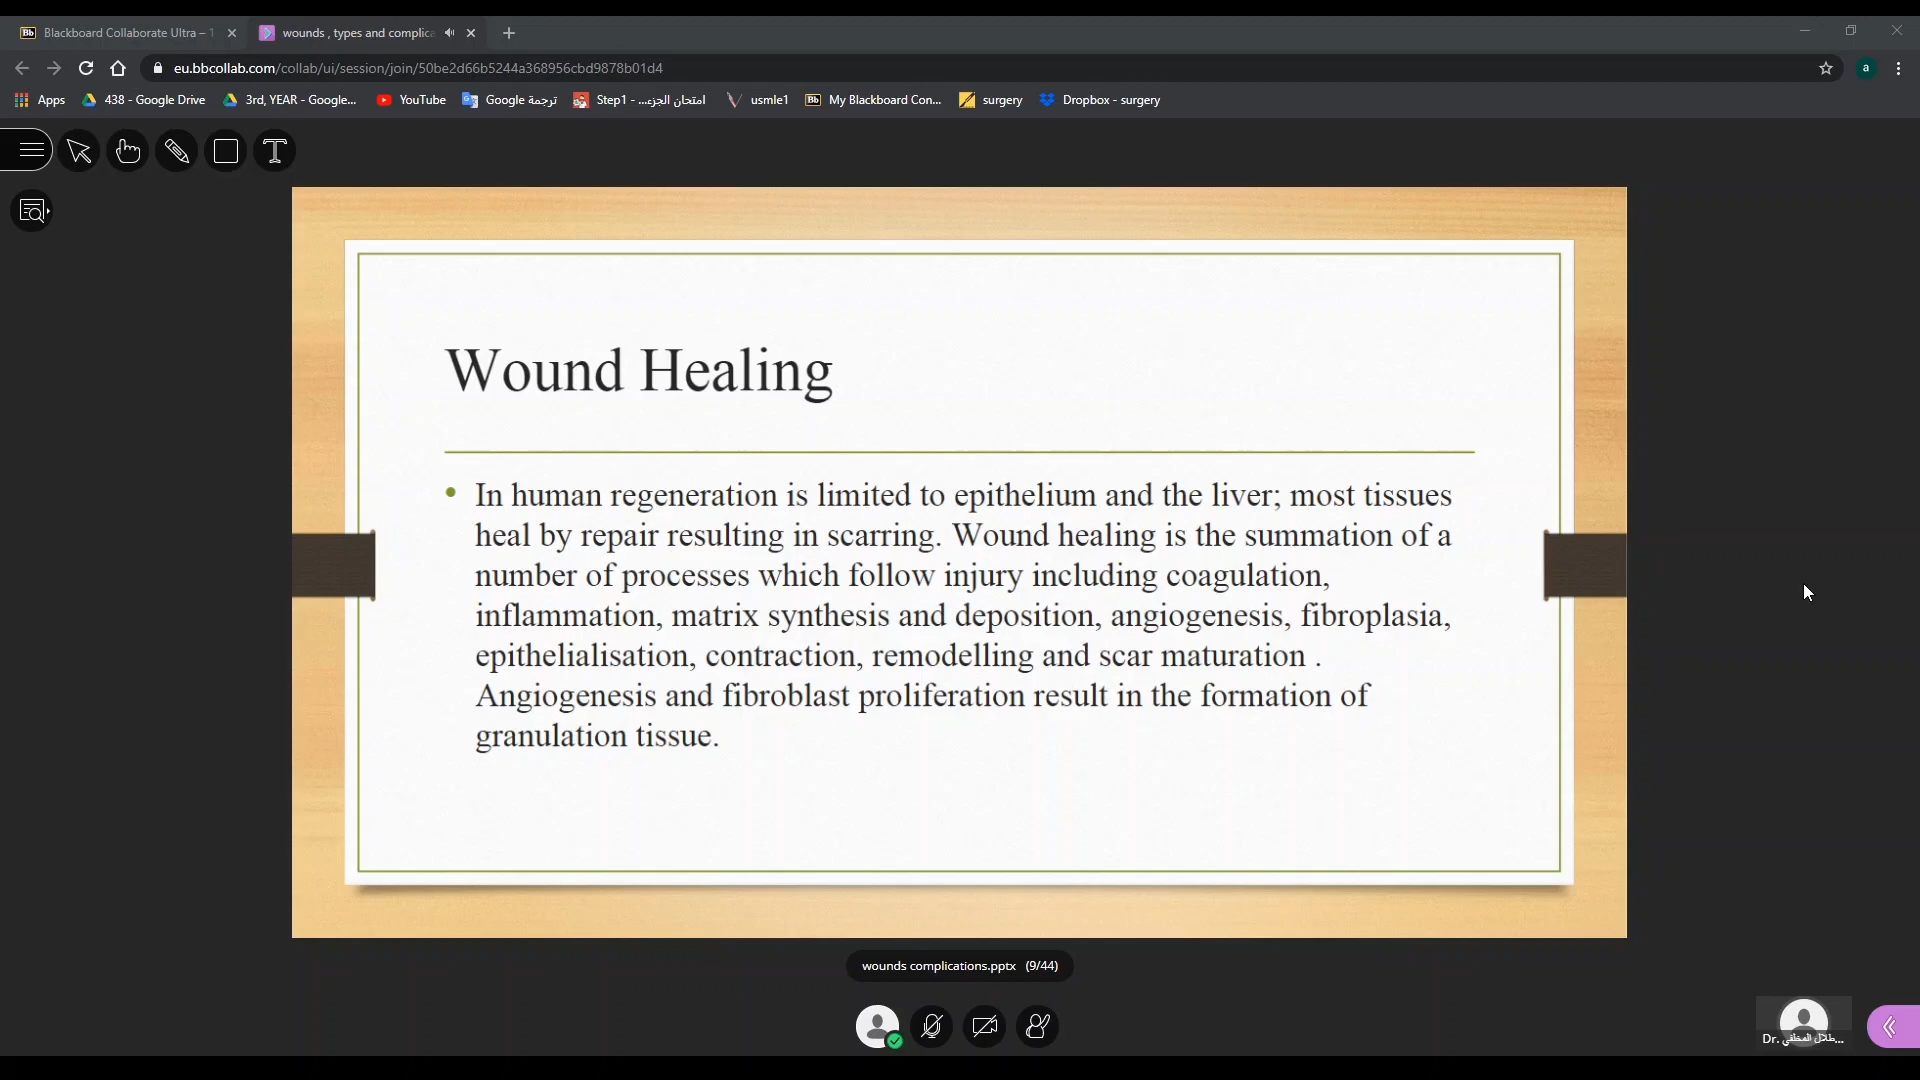 Blackboard Collaborate Ultra –
wounds , types and complica
eu.bbcollab.com/collab/ui/session/join/50be2d66b5244a368956cbd9878b01d4
a
Apps 438 - Google Drive 3rd, YEAR - Google... YouTube ترجمة Google Step1 - ...امتحان الجزء usmle1 My Blackboard Con... surgery Dropbox - surgery
Wound Healing
In human regeneration is limited to epithelium and the liver; most tissues
heal by repair resulting in scarring. Wound healing is the summation of a
number of processes which follow injury including coagulation,
inflammation, matrix synthesis and deposition, angiogenesis, fibroplasia,
epithelialisation, contraction, remodelling and scar maturation .
Angiogenesis and fibroblast proliferation result in the formation of
granulation tissue.
wounds complications.pptx (9/44)
Dr. طلال المخلفي...